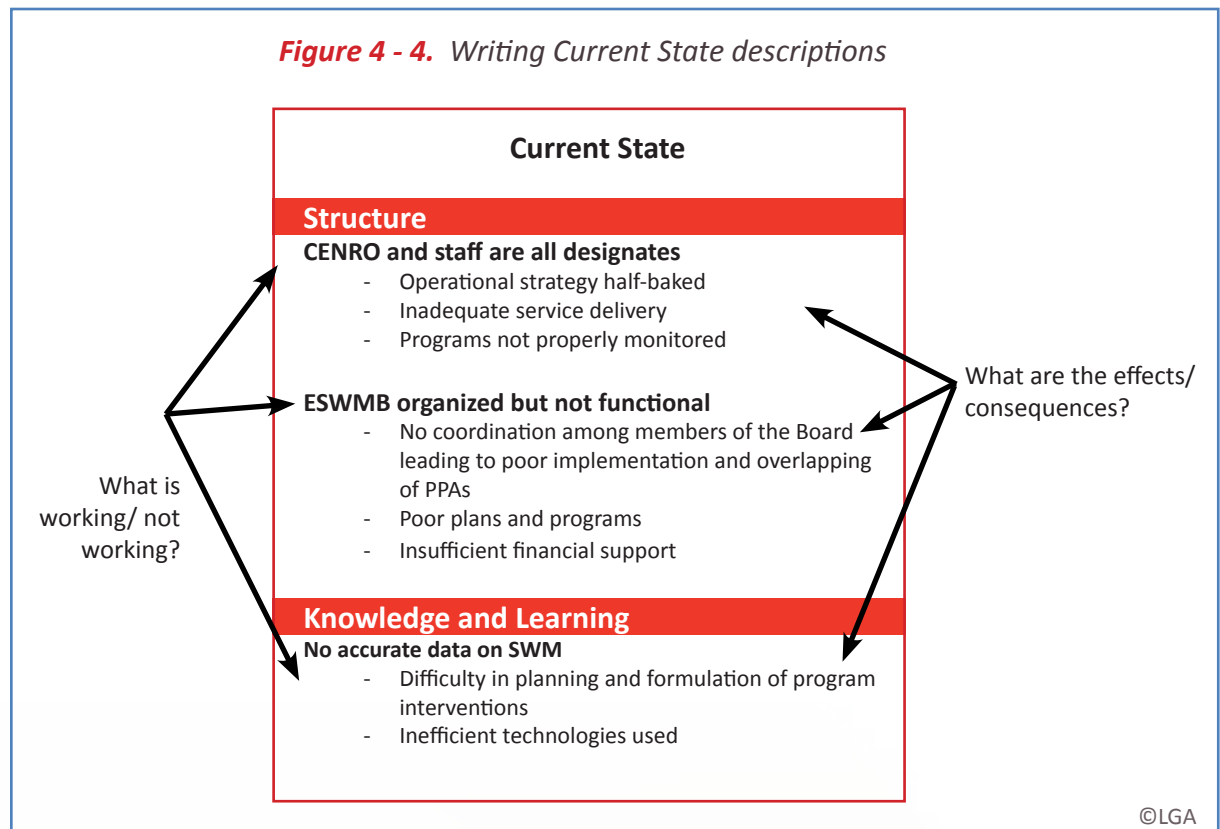 Figure 4 - 4. Writing Current State descriptions
Current State
Structure
CENRO and staff are all designates
- Operational strategy half-baked
- Inadequate service delivery
- Programs not properly monitored
ESWMB organized but not functional
- No coordination among members of the Board
leading to poor implementation and overlapping
of PPAs
- Poor plans and programs
- Insufficient financial support
Knowledge and Learning
No accurate data on SWM
- Difficulty in planning and formulation of program
interventions
- Inefficient technologies used
What is
working/ not
working?
What are the effects/
consequences?
©LGA